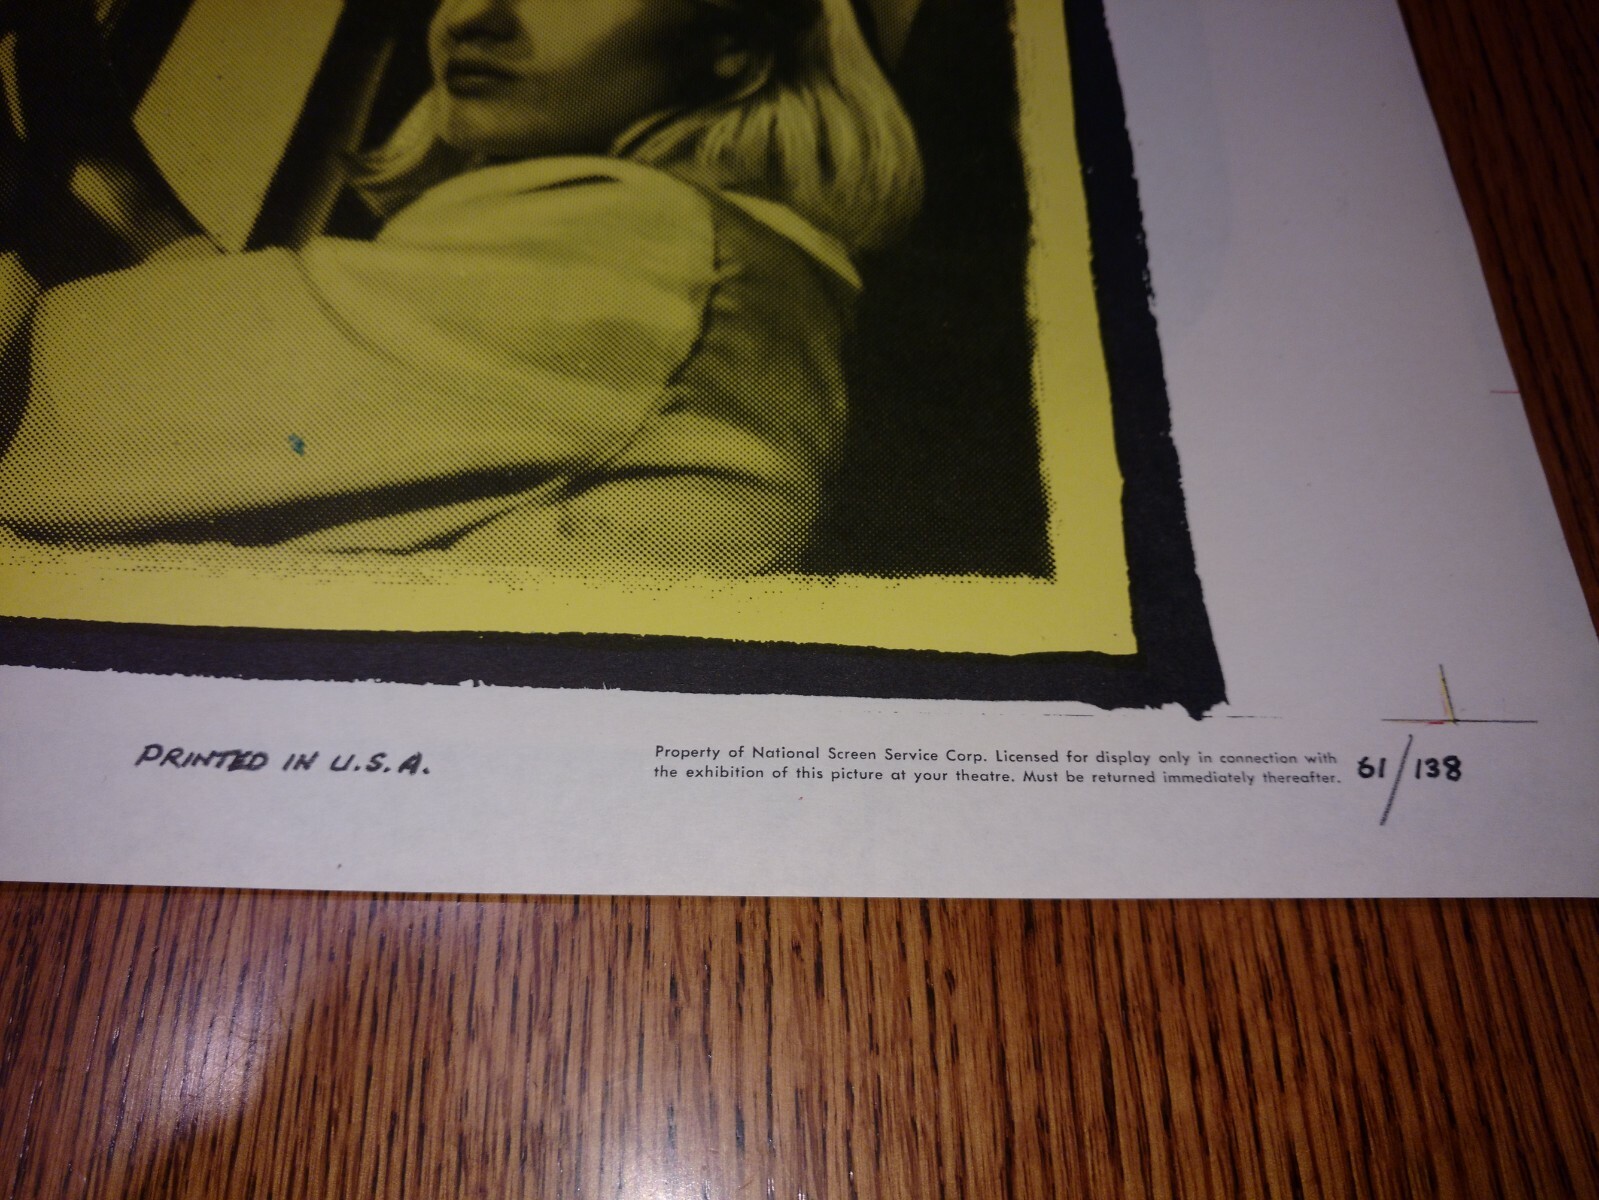 PRINTED IN U.S.A.
Property of National Screen Service Corp. Licensed for display only in connection with
the exhibition of this picture at your theatre. Must be returned immediately thereafter.
61/138